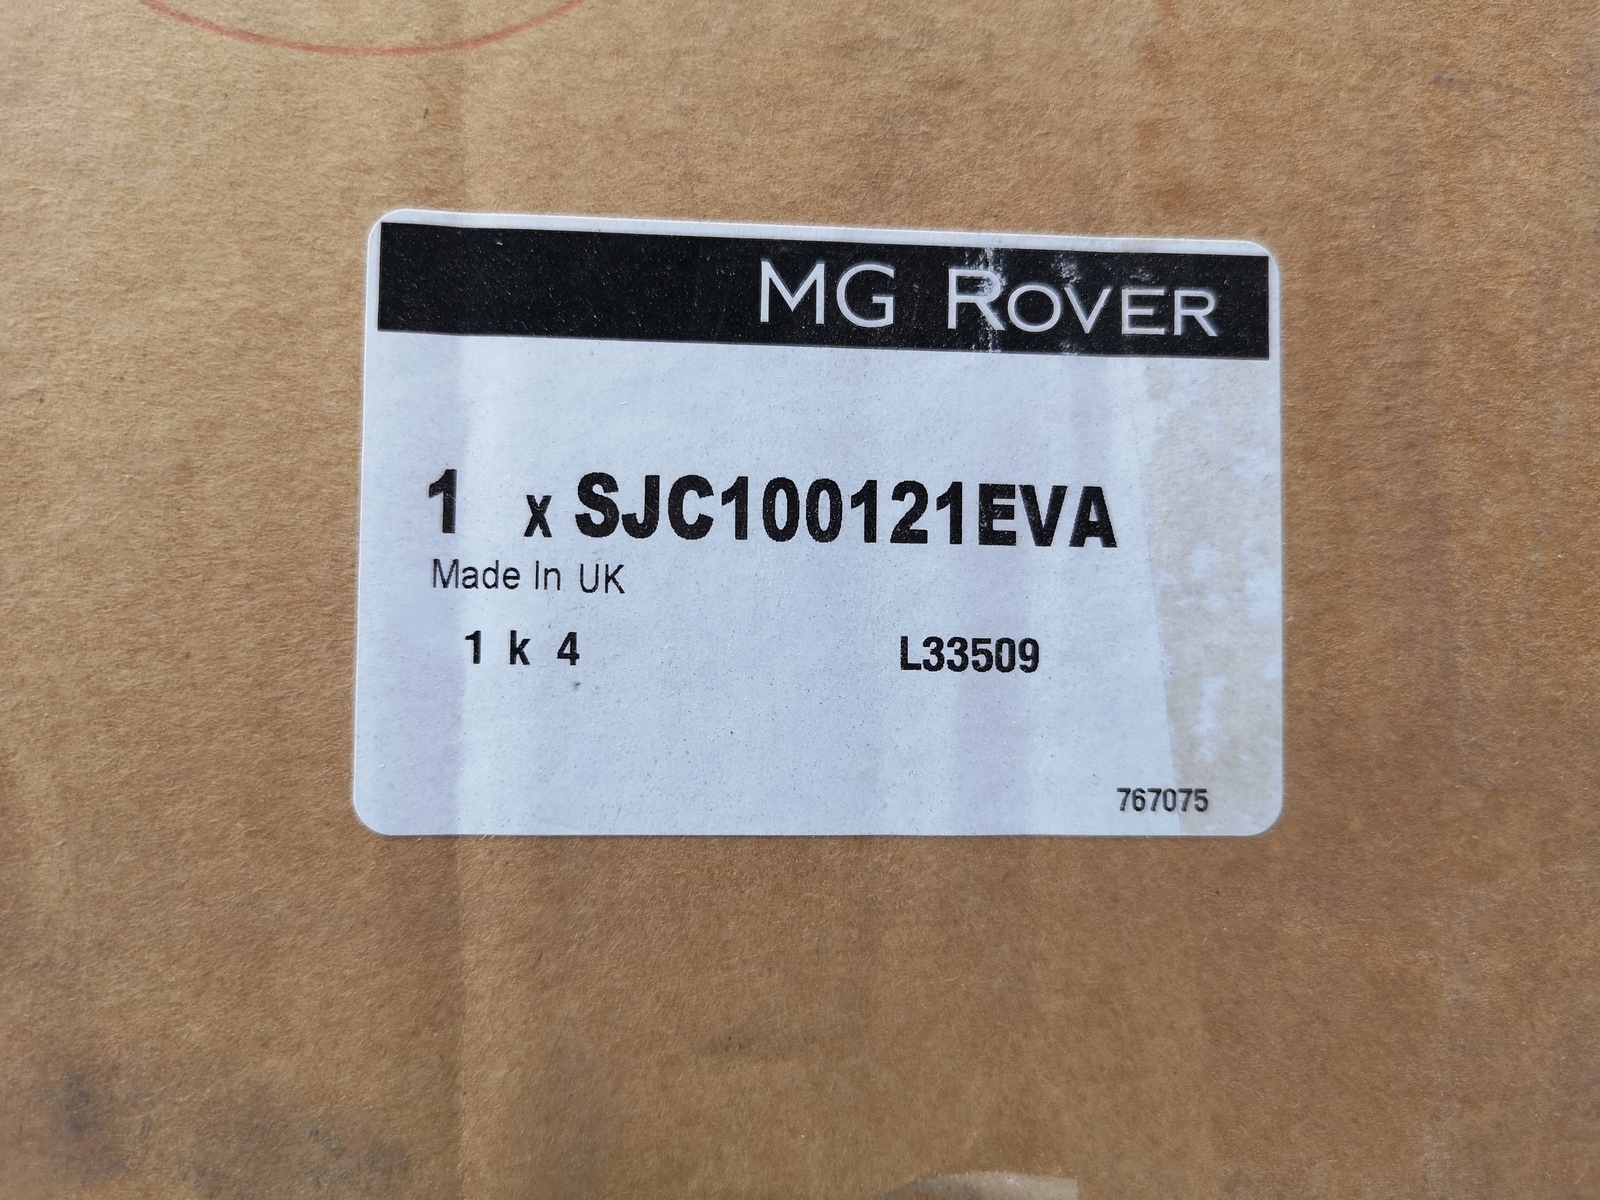 MG ROVER
1 x SJC100121EVA
Made In UK
1 k 4 L33509
767075